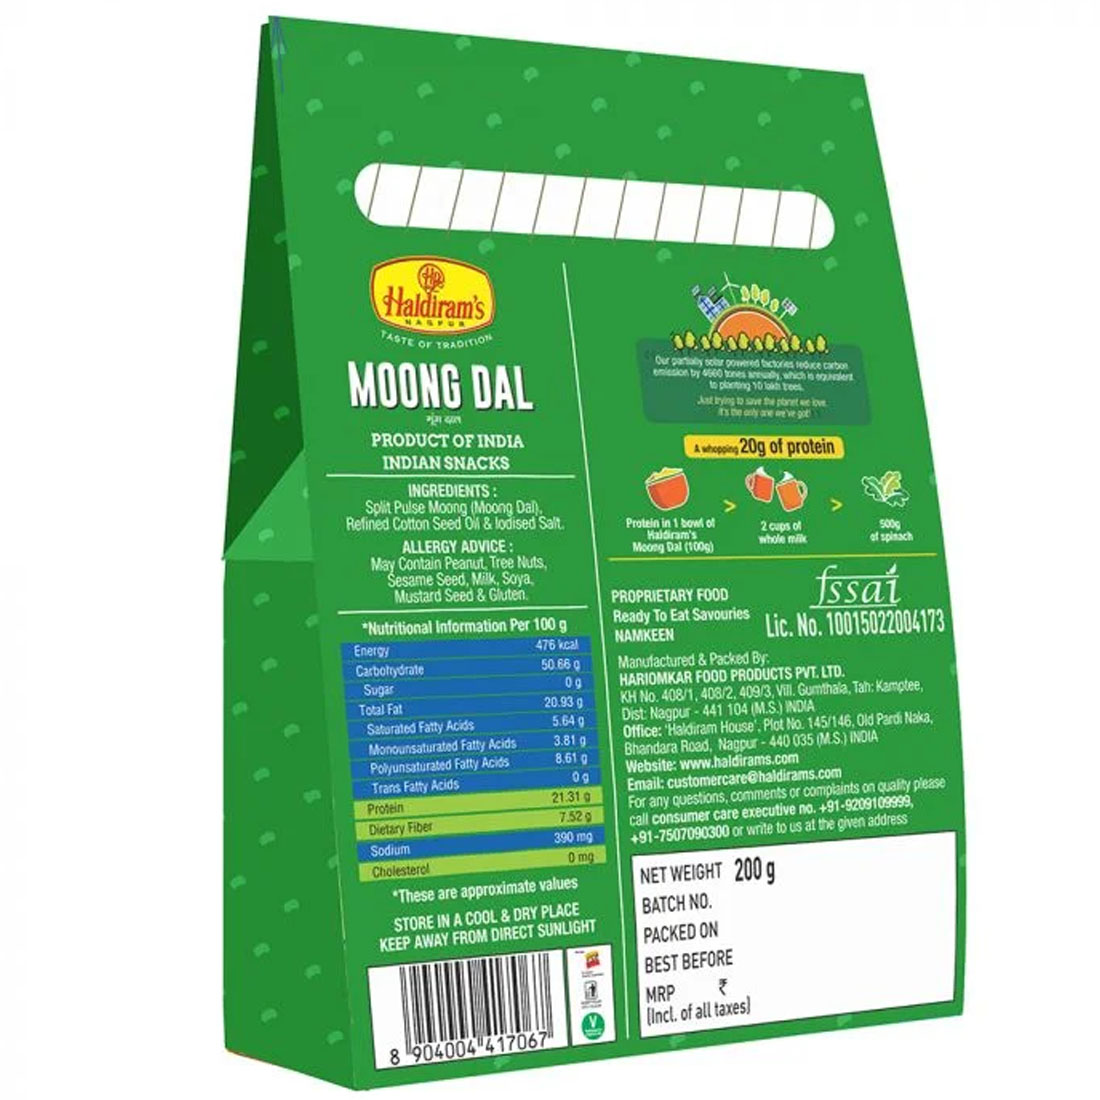 HR
Haldiram's
NAGPUR
TASTE OF TRADITION
MOONG DAL
मूंग दाल
PRODUCT OF INDIA
INDIAN SNACKS
INGREDIENTS :
Split Pulse Moong (Moong Dal),
Refined Cotton Seed Oil & Iodised Salt.
ALLERGY ADVICE :
May Contain Peanut, Tree Nuts,
Sesame Seed, Milk, Soya,
Mustard Seed & Gluten.
*Nutritional Information Per 100 g
Energy 476 kcal
Carbohydrate 50.66 g
Sugar 0 g
Total Fat 20.93 g
Saturated Fatty Acids 5.64 g
Monounsaturated Fatty Acids 3.81 g
Polyunsaturated Fatty Acids 8.61 g
Trans Fatty Acids 0 g
Protein 21.31 g
Dietary Fiber 7.52 g
Sodium 390 mg
Cholesterol 0 mg
*These are approximate values
STORE IN A COOL & DRY PLACE
KEEP AWAY FROM DIRECT SUNLIGHT
8 904004 417067
V
Our partially solar powered factories reduce carbon
emission by 4660 tones annually, which is equivalent
to planting 10 lakh trees.
Just trying to save the planet we love.
it's the only one we've got!
A whopping 20g of protein
> >
Protein in 1 bowl of
Haldiram's
Moong Dal (100g)
2 cups of
whole milk
500g
of spinach
PROPRIETARY FOOD
Ready To Eat Savouries
NAMKEEN
fssai
Lic. No. 10015022004173
Manufactured & Packed By:
HARIOMKAR FOOD PRODUCTS PVT. LTD.
KH No. 408/1, 408/2, 409/3, Vill. Gumthala, Tah: Kamptee,
Dist: Nagpur - 441 104 (M.S.) INDIA
Office: 'Haldiram House', Plot No. 145/146, Old Pardi Naka,
Bhandara Road, Nagpur - 440 035 (M.S.) INDIA
Website: www.haldirams.com
Email: customercare@haldirams.com
For any questions, comments or complaints on quality please
call consumer care executive no. +91-9209109999,
+91-7507090300 or write to us at the given address
NET WEIGHT 200 g
BATCH NO.
PACKED ON
BEST BEFORE
MRP ₹
(Incl. of all taxes)